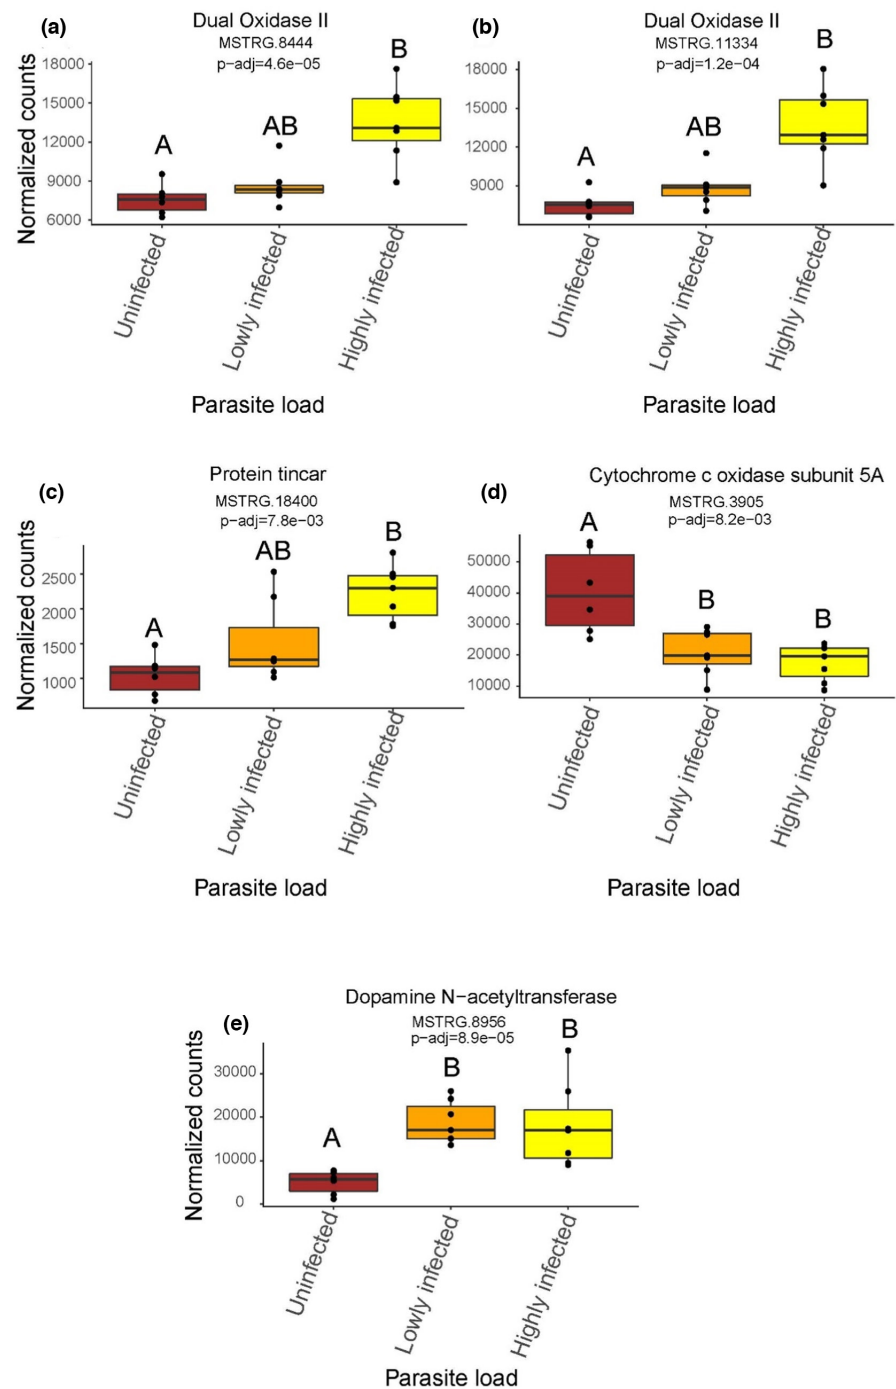 (a)
Dual Oxidase II
MSTRG.8444
p−adj=4.6e−05
Normalized counts
18000
15000
12000
9000
6000
A
AB
B
Uninfected
Lowly infected
Highly infected
Parasite load
(b)
Dual Oxidase II
MSTRG.11334
p−adj=1.2e−04
18000
15000
12000
9000
A
AB
B
Uninfected
Lowly infected
Highly infected
Parasite load
(c)
Protein tincar
MSTRG.18400
p−adj=7.8e−03
Normalized counts
2500
2000
1500
1000
A
AB
B
Uninfected
Lowly infected
Highly infected
Parasite load
(d)
Cytochrome c oxidase subunit 5A
MSTRG.3905
p−adj=8.2e−03
50000
40000
30000
20000
10000
A
B
B
Uninfected
Lowly infected
Highly infected
Parasite load
(e)
Dopamine N−acetyltransferase
MSTRG.8956
p−adj=8.9e−05
Normalized counts
30000
20000
10000
0
A
B
B
Uninfected
Lowly infected
Highly infected
Parasite load